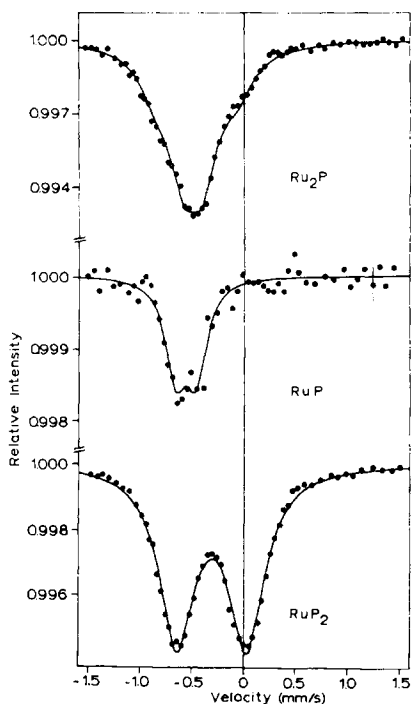 1.000
0.997
0.994
Ru₂P
1.000
0.999
0.998
RuP
Relative Intensity
1.000
0.998
0.996
RuP₂
-1.5 -1.0 -0.5 0 0.5 1.0 1.5
Velocity (mm/s)